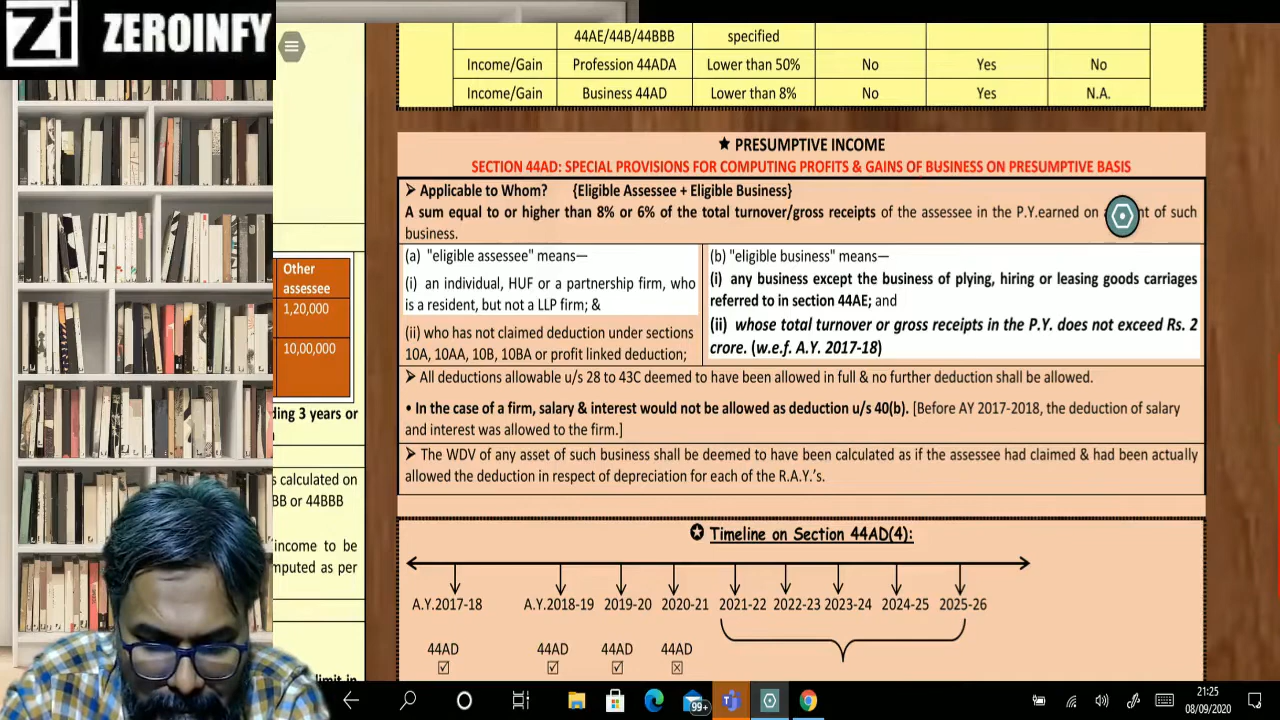 Zi ZEROINFY
44AE/44B/44BBB specified
Income/Gain Profession 44ADA Lower than 50% No Yes No
Income/Gain Business 44AD Lower than 8% No Yes N.A.
★ PRESUMPTIVE INCOME
SECTION 44AD: SPECIAL PROVISIONS FOR COMPUTING PROFITS & GAINS OF BUSINESS ON PRESUMPTIVE BASIS
➤ Applicable to Whom? {Eligible Assessee + Eligible Business}
A sum equal to or higher than 8% or 6% of the total turnover/gross receipts of the assessee in the P.Y.earned on of such
business.
(a) "eligible assessee" means—
(i) an individual, HUF or a partnership firm, who
is a resident, but not a LLP firm; &
(ii) who has not claimed deduction under sections
10A, 10AA, 10B, 10BA or profit linked deduction;
(b) "eligible business" means—
(i) any business except the business of plying, hiring or leasing goods carriages
referred to in section 44AE; and
(ii) whose total turnover or gross receipts in the P.Y. does not exceed Rs. 2
crore. (w.e.f. A.Y. 2017-18)
➤ All deductions allowable u/s 28 to 43C deemed to have been allowed in full & no further deduction shall be allowed.
• In the case of a firm, salary & interest would not be allowed as deduction u/s 40(b). [Before AY 2017-2018, the deduction of salary
and interest was allowed to the firm.]
➤ The WDV of any asset of such business shall be deemed to have been calculated as if the assessee had claimed & had been actually
allowed the deduction in respect of depreciation for each of the R.A.Y.'s.
✪ Timeline on Section 44AD(4):
A.Y.2017-18 A.Y.2018-19 2019-20 2020-21 2021-22 2022-23 2023-24 2024-25 2025-26
44AD 44AD 44AD 44AD
☑ ☑ ☑ ☒
Other
assessee
1,20,000
10,00,000
ding 3 years or
s calculated on
BB or 44BBB
income to be
mputed as per
limit in
99+
21:25
08/09/2020